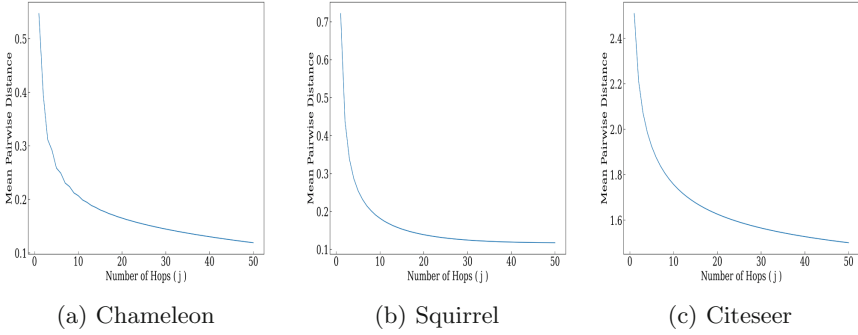 Mean Pairwise Distance
0.5
0.4
0.3
0.2
0.1
0 10 20 30 40 50
Number of Hops ( j )
(a) Chameleon
Mean Pairwise Distance
0.7
0.6
0.5
0.4
0.3
0.2
0.1
0 10 20 30 40 50
Number of Hops ( j )
(b) Squirrel
Mean Pairwise Distance
2.4
2.2
2.0
1.8
1.6
0 10 20 30 40 50
Number of Hops ( j )
(c) Citeseer